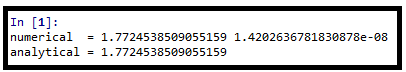 In [1]:
numerical  = 1.7724538509055159 1.4202636781830878e-08
analytical = 1.7724538509055159